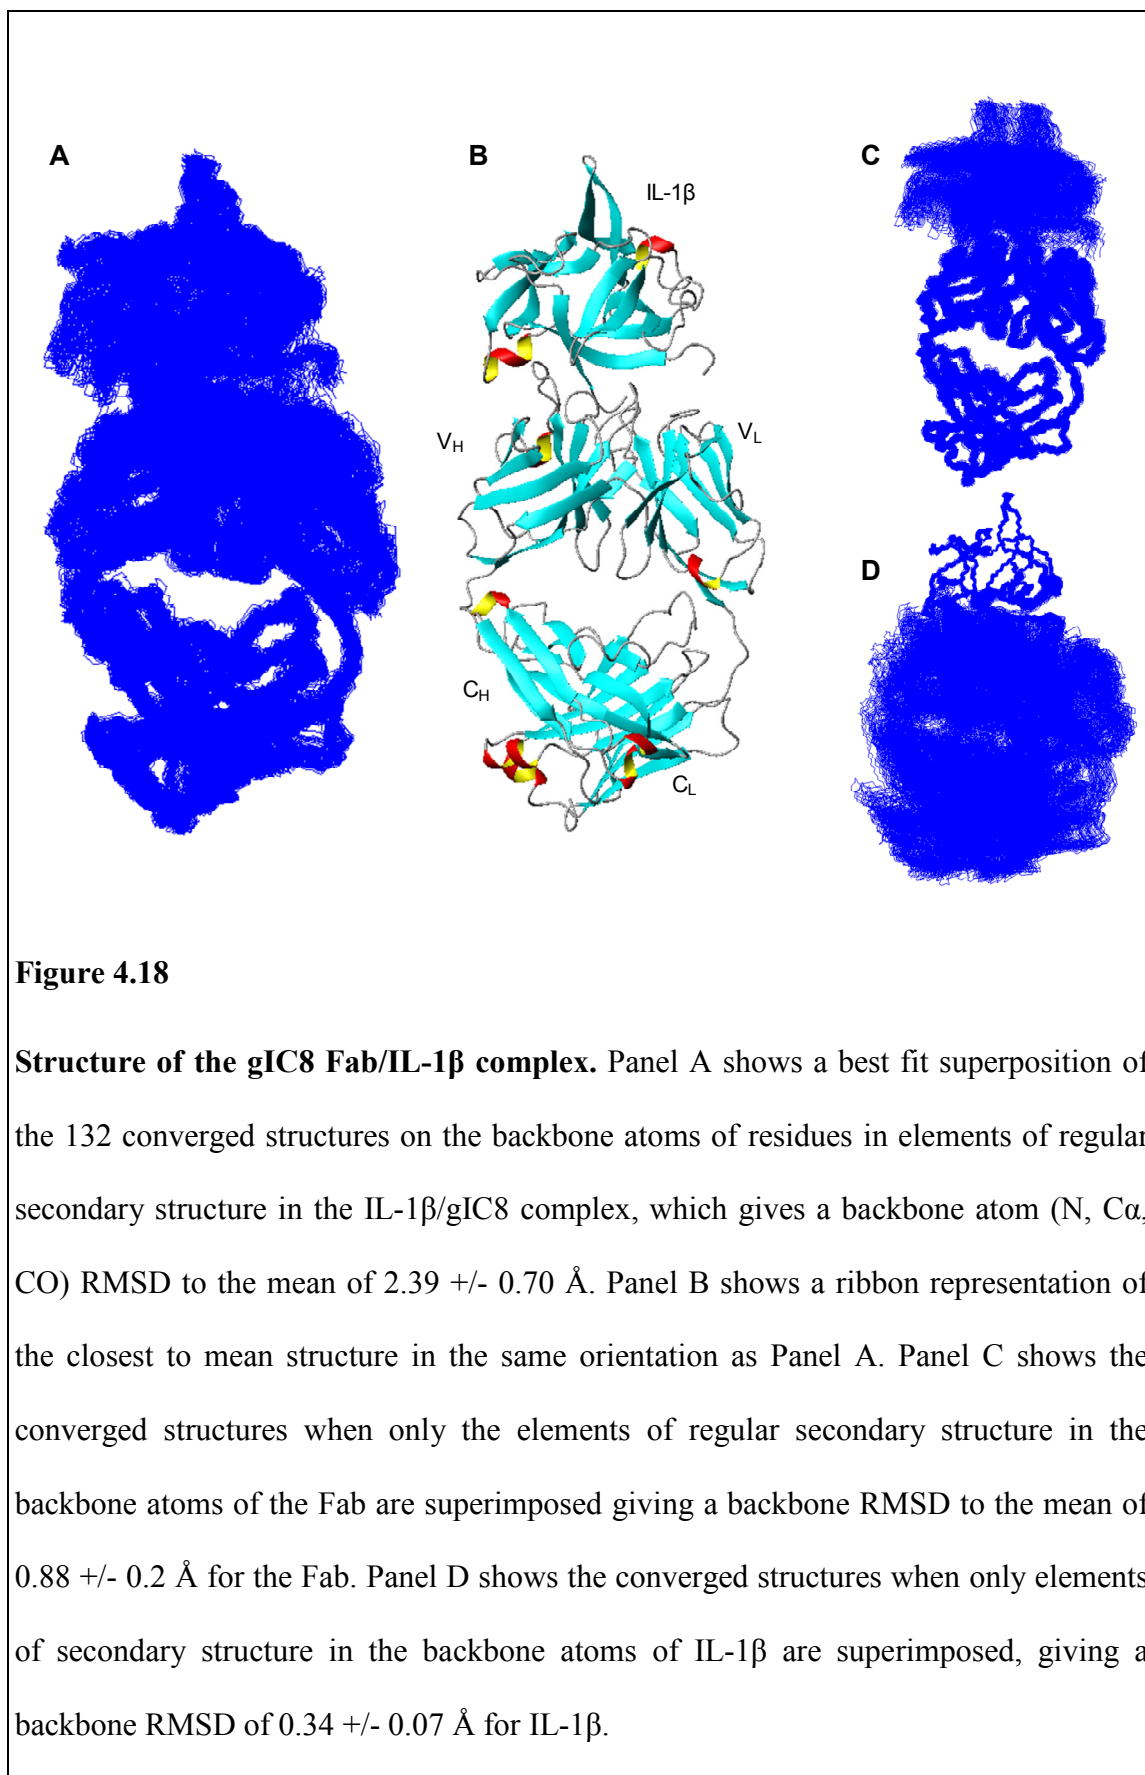 A
B
C
IL-1β
V_H
V_L
D
C_H
C_L
Figure 4.18
Structure of the gIC8 Fab/IL-1β complex. Panel A shows a best fit superposition of
the 132 converged structures on the backbone atoms of residues in elements of regular
secondary structure in the IL-1β/gIC8 complex, which gives a backbone atom (N, Cα,
CO) RMSD to the mean of 2.39 +/- 0.70 Å. Panel B shows a ribbon representation of
the closest to mean structure in the same orientation as Panel A. Panel C shows the
converged structures when only the elements of regular secondary structure in the
backbone atoms of the Fab are superimposed giving a backbone RMSD to the mean of
0.88 +/- 0.2 Å for the Fab. Panel D shows the converged structures when only elements
of secondary structure in the backbone atoms of IL-1β are superimposed, giving a
backbone RMSD of 0.34 +/- 0.07 Å for IL-1β.